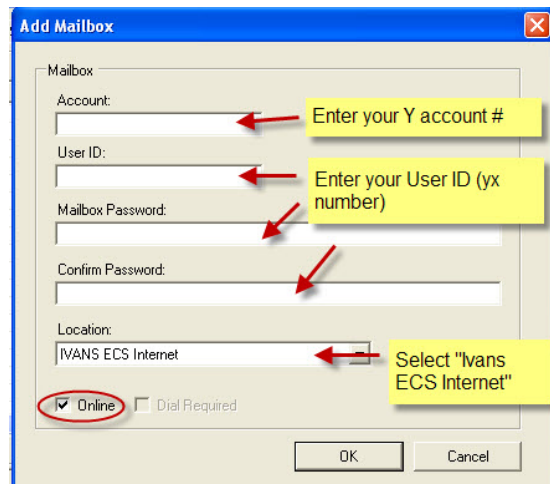 Add Mailbox
Mailbox
Account:
Enter your Y account #
User ID:
Enter your User ID (yx
number)
Mailbox Password:
Confirm Password:
Location:
IVANS ECS Internet
Select "Ivans
ECS Internet"
Online
Dial Required
OK
Cancel